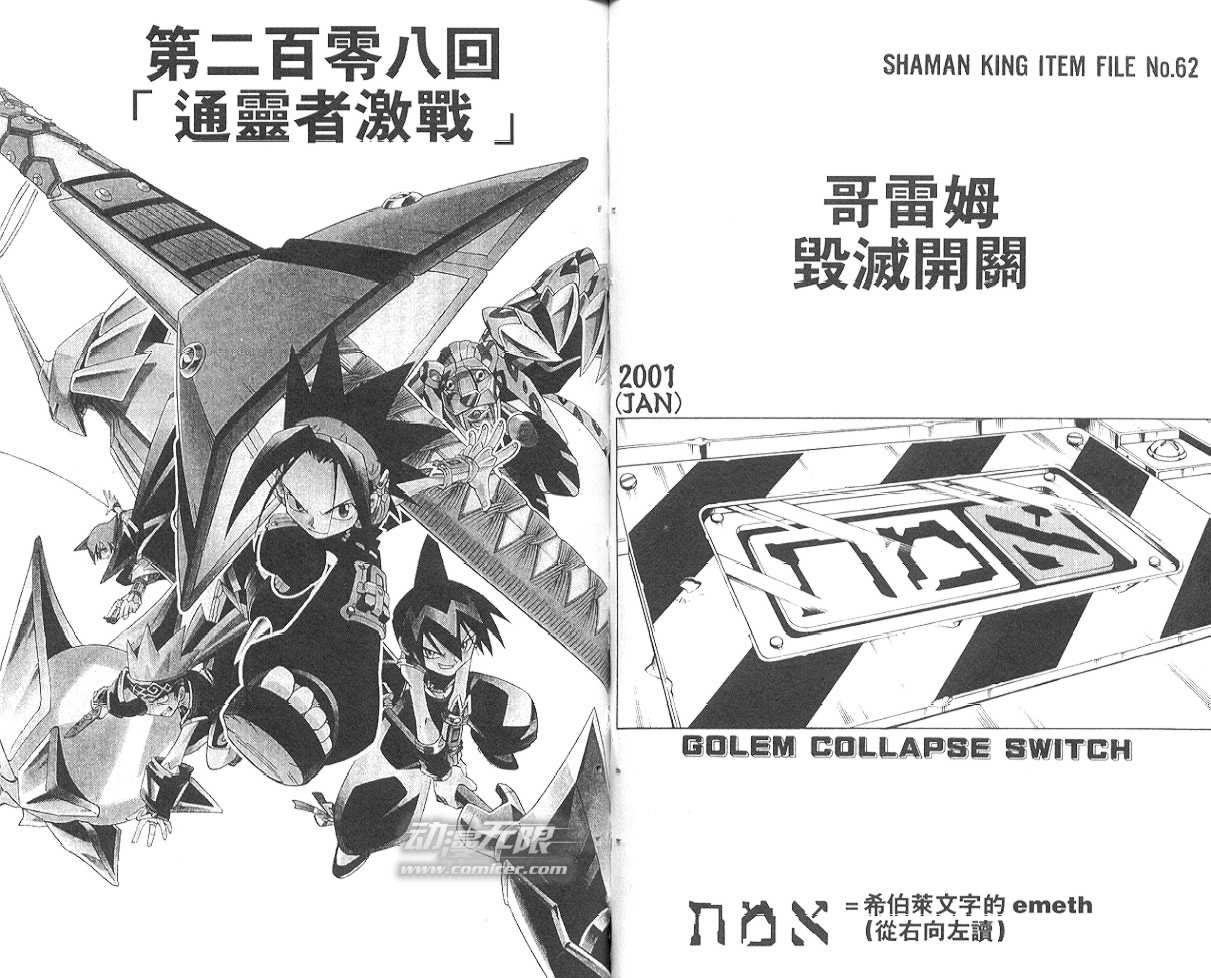 SHAMAN KING ITEM FILE No.62
哥雷姆
毀滅開關
2001
(JAN)
אמת
GOLEM COLLAPSE SWITCH
אמת =希伯萊文字的 emeth
(從右向左讀)
第二百零八回
「通靈者激戰」
动漫无限
www.comicer.com